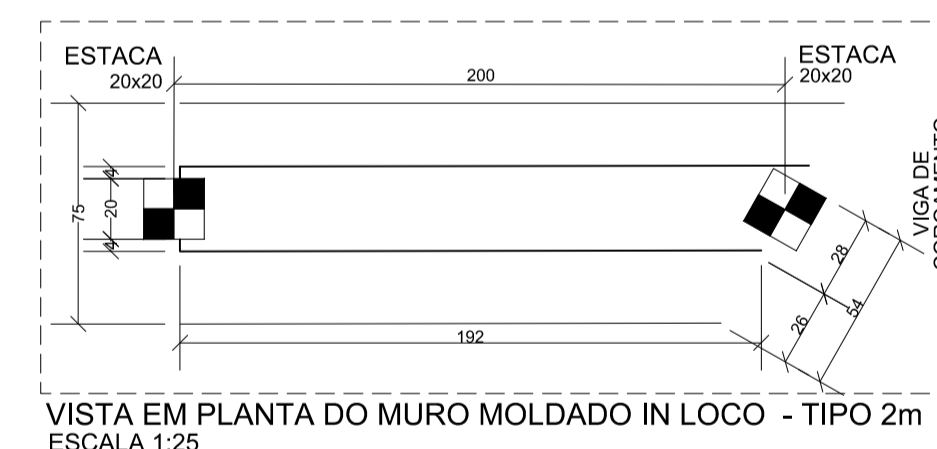 ESTACA
20x20
200
ESTACA
20x20
VIGA DE
4
20
4
75
28
54
26
192
VISTA EM PLANTA DO MURO MOLDADO IN LOCO - TIPO 2m
ESCALA 1:25